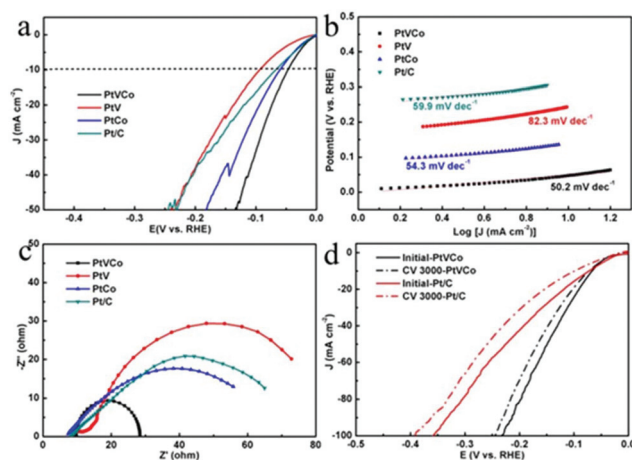 a
0
-10
-20
-30
-40
-50
J (mA cm⁻²)
PtVCo
PtV
PtCo
Pt/C
-0.4 -0.3 -0.2 -0.1 0.0
E(V vs. RHE)
b
0.5
0.4
0.3
0.2
0.1
0.0
Potential (V vs. RHE)
PtVCo
PtV
PtCo
Pt/C
59.9 mV dec⁻¹
82.3 mV dec⁻¹
54.3 mV dec⁻¹
50.2 mV dec⁻¹
0.0 0.2 0.4 0.6 0.8 1.0 1.2
Log [J (mA cm⁻²)]
c
50
40
30
20
10
0
-Z'' (ohm)
PtVCo
PtV
PtCo
Pt/C
0 20 40 60 80
Z' (ohm)
d
0
-20
-40
-60
-80
-100
J (mA cm⁻²)
Initial-PtVCo
CV 3000-PtVCo
Initial-Pt/C
CV 3000-Pt/C
-0.5 -0.4 -0.3 -0.2 -0.1 0.0
E (V vs. RHE)